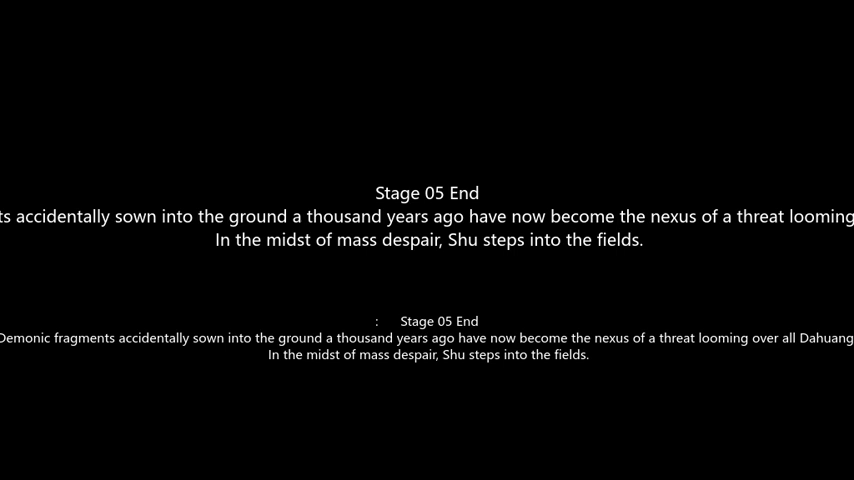 Stage 05 End
ts accidentally sown into the ground a thousand years ago have now become the nexus of a threat looming
In the midst of mass despair, Shu steps into the fields.
: Stage 05 End
Demonic fragments accidentally sown into the ground a thousand years ago have now become the nexus of a threat looming over all Dahuang
In the midst of mass despair, Shu steps into the fields.